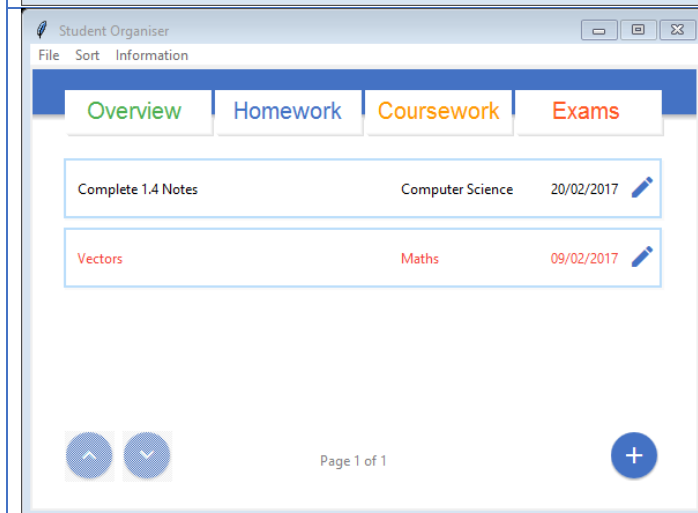 Student Organiser
File Sort Information
Overview Homework Coursework Exams
Complete 1.4 Notes Computer Science 20/02/2017
Vectors Maths 09/02/2017
Page 1 of 1